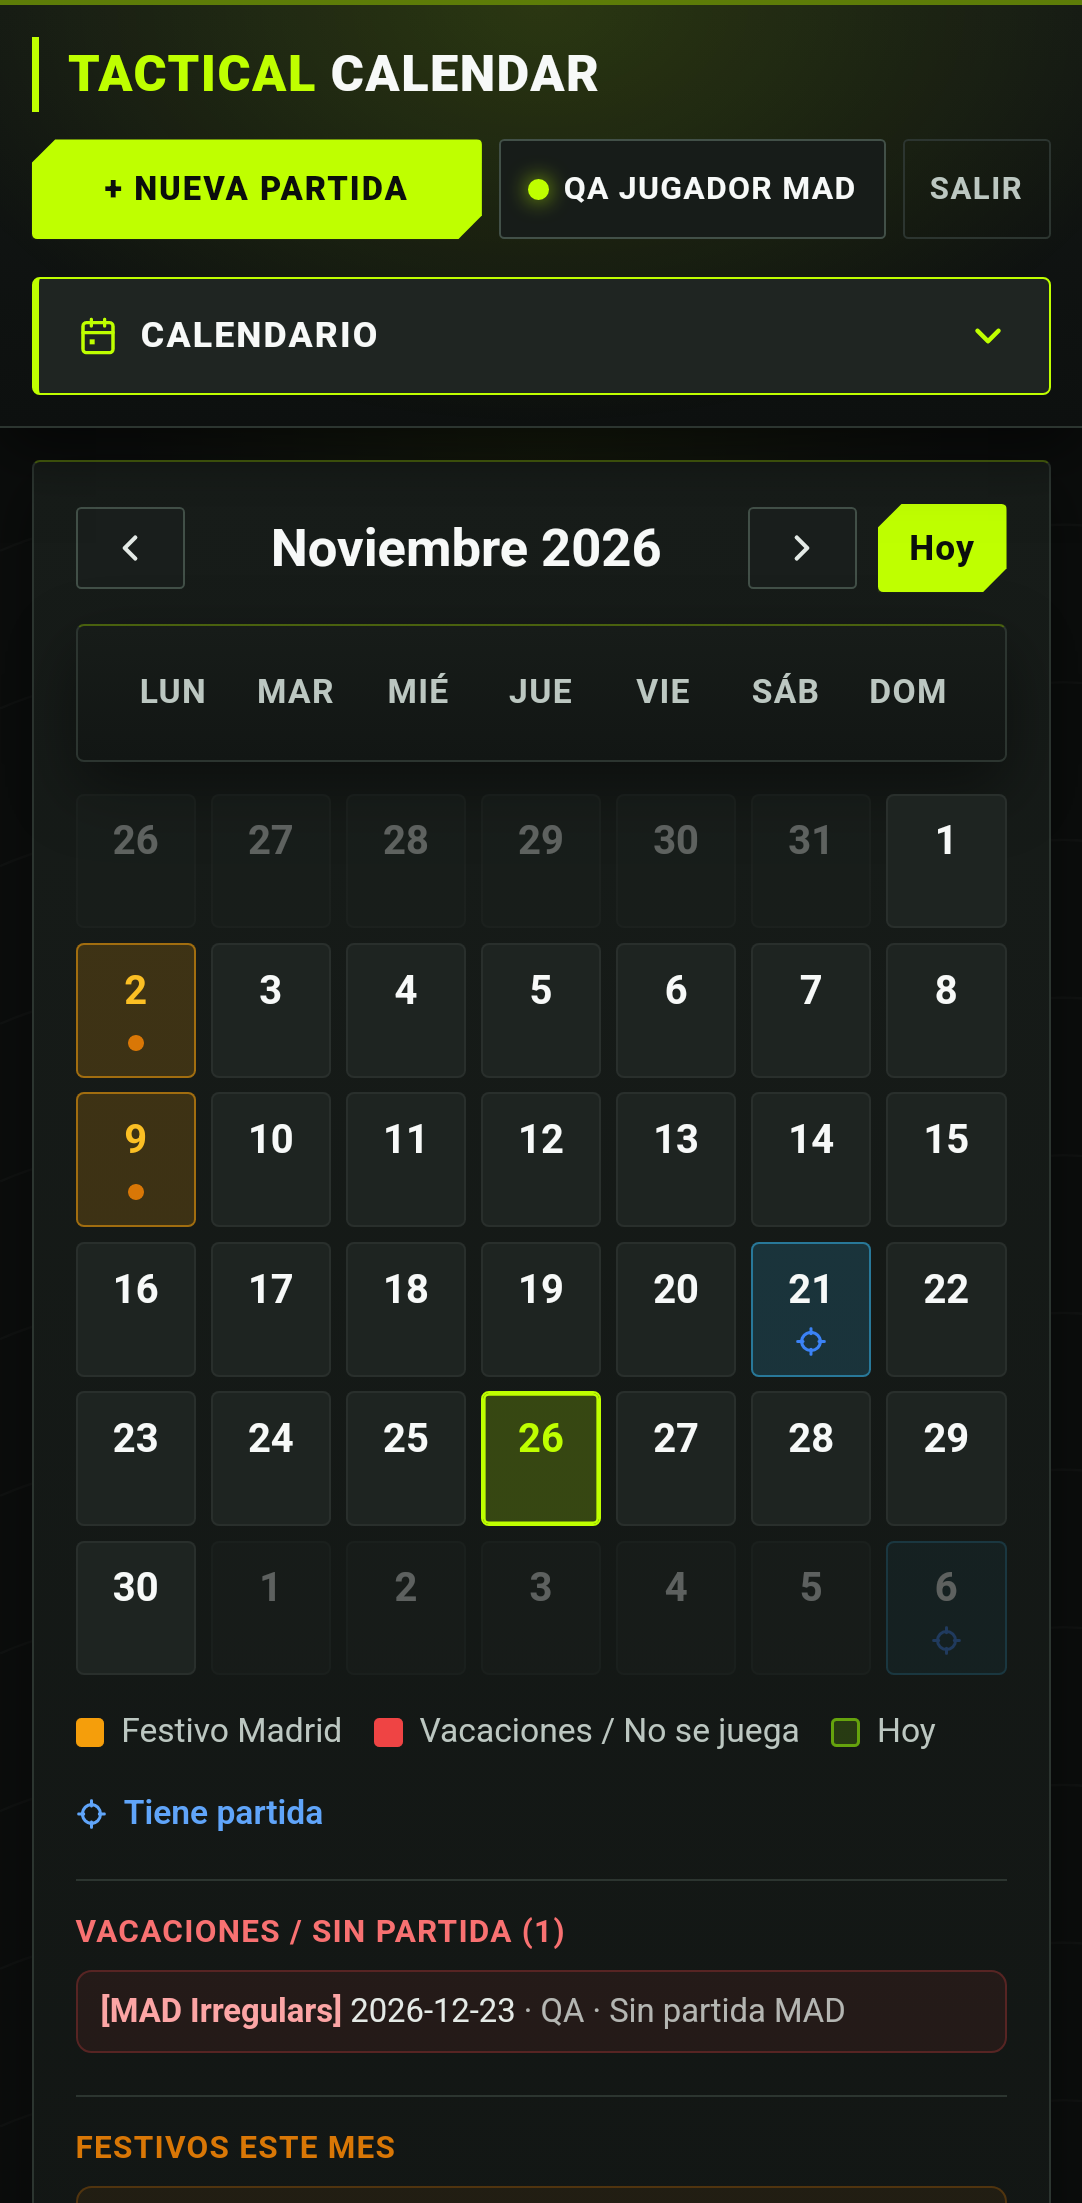 TACTICAL CALENDAR
+ NUEVA PARTIDA QA JUGADOR MAD SALIR
CALENDARIO
Noviembre 2026 Hoy
LUN MAR MIÉ JUE VIE SÁB DOM
26 27 28 29 30 31 1
2 3 4 5 6 7 8
9 10 11 12 13 14 15
16 17 18 19 20 21 22
23 24 25 26 27 28 29
30 1 2 3 4 5 6
Festivo Madrid Vacaciones / No se juega Hoy
Tiene partida
VACACIONES / SIN PARTIDA (1)
[MAD Irregulars] 2026-12-23 · QA · Sin partida MAD
FESTIVOS ESTE MES